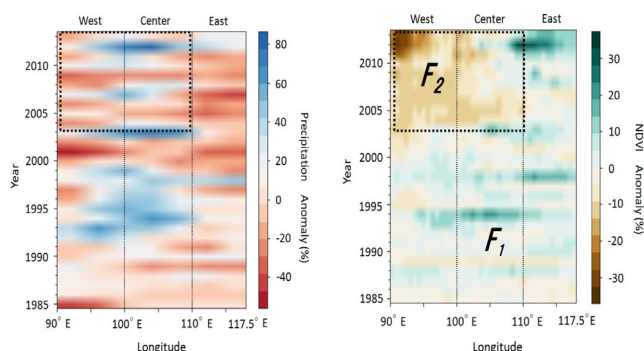 West Center East
West Center East
80
60
40
20
0
-20
-40
Precipitation Anomaly (%)
30
20
10
0
-10
-20
-30
NDVI Anomaly (%)
2010
2005
2000
1995
1990
1985
Year
2010
2005
2000
1995
1990
1985
Year
F2
F1
90° E 100° E 110° E 117.5° E
Longitude
90° E 100° E 110° E 117.5° E
Longitude